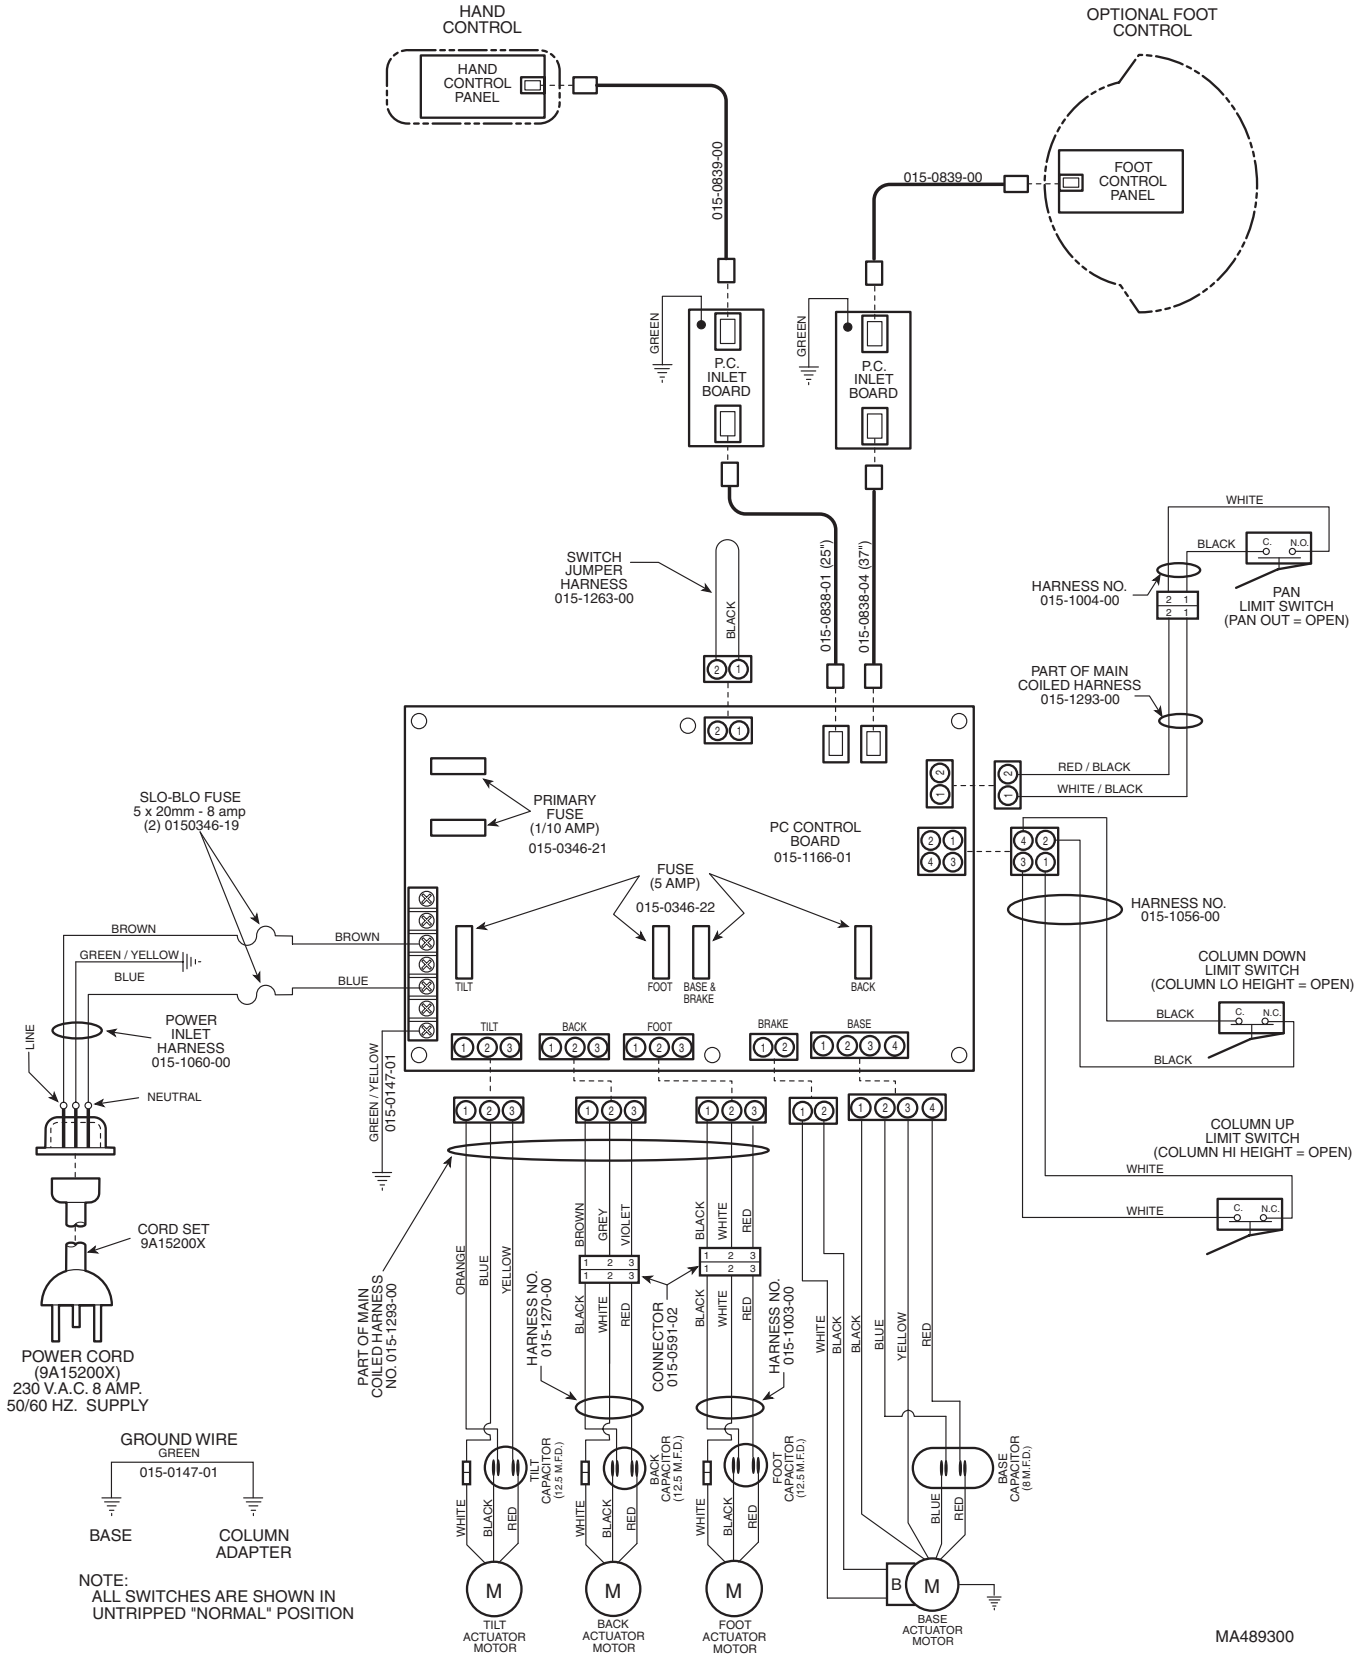 HAND
CONTROL
HAND
CONTROL
PANEL
015-0839-00
OPTIONAL FOOT
CONTROL
FOOT
CONTROL
PANEL
015-0839-00
GREEN
P.C.
INLET
BOARD
GREEN
P.C.
INLET
BOARD
SWITCH
JUMPER
HARNESS
015-1263-00
BLACK
2 1
2 1
015-0838-01 (25")
015-0838-04 (37")
WHITE
BLACK
C. N.O.
HARNESS NO.
015-1004-00
2 1
2 1
PAN
LIMIT SWITCH
(PAN OUT = OPEN)
PART OF MAIN
COILED HARNESS
015-1293-00
RED / BLACK
WHITE / BLACK
2
1
2
1
SLO-BLO FUSE
5 x 20mm - 8 amp
(2) 0150346-19
PRIMARY
FUSE
(1/10 AMP)
015-0346-21
PC CONTROL
BOARD
015-1166-01
2 1
4 3
4 2
3 1
FUSE
(5 AMP)
015-0346-22
HARNESS NO.
015-1056-00
BROWN
BROWN
GREEN / YELLOW
BLUE
BLUE
TILT
FOOT
BASE &
BRAKE
BACK
COLUMN DOWN
LIMIT SWITCH
(COLUMN LO HEIGHT = OPEN)
BLACK
C. N.C.
BLACK
LINE
POWER
INLET
HARNESS
015-1060-00
NEUTRAL
GREEN / YELLOW
015-0147-01
TILT
1 2 3
BACK
1 2 3
FOOT
1 2 3
BRAKE
1 2
BASE
1 2 3 4
1 2 3
1 2 3
1 2 3
1 2
1 2 3 4
COLUMN UP
LIMIT SWITCH
(COLUMN HI HEIGHT = OPEN)
WHITE
WHITE
C. N.C.
CORD SET
9A15200X
POWER CORD
(9A15200X)
230 V.A.C. 8 AMP.
50/60 HZ. SUPPLY
PART OF MAIN
COILED HARNESS
NO. 015-1293-00
ORANGE
BLUE
YELLOW
BROWN
GREY
VIOLET
1 2 3
1 2 3
BLACK
WHITE
RED
1 2 3
1 2 3
HARNESS NO.
015-1270-00
BLACK
WHITE
RED
CONNECTOR
015-0591-02
BLACK
WHITE
RED
HARNESS NO.
015-1003-00
WHITE
BLACK
BLACK
BLUE
YELLOW
RED
TILT
CAPACITOR
(12.5 M.F.D.)
BACK
CAPACITOR
(12.5 M.F.D.)
FOOT
CAPACITOR
(12.5 M.F.D.)
BASE
CAPACITOR
(8 M.F.D.)
WHITE
BLACK
RED
WHITE
BLACK
RED
WHITE
BLACK
RED
BLUE
RED
M
M
M
B M
TILT
ACTUATOR
MOTOR
BACK
ACTUATOR
MOTOR
FOOT
ACTUATOR
MOTOR
BASE
ACTUATOR
MOTOR
GROUND WIRE
GREEN
015-0147-01
BASE
COLUMN
ADAPTER
NOTE:
ALL SWITCHES ARE SHOWN IN
UNTRIPPED "NORMAL" POSITION
MA489300